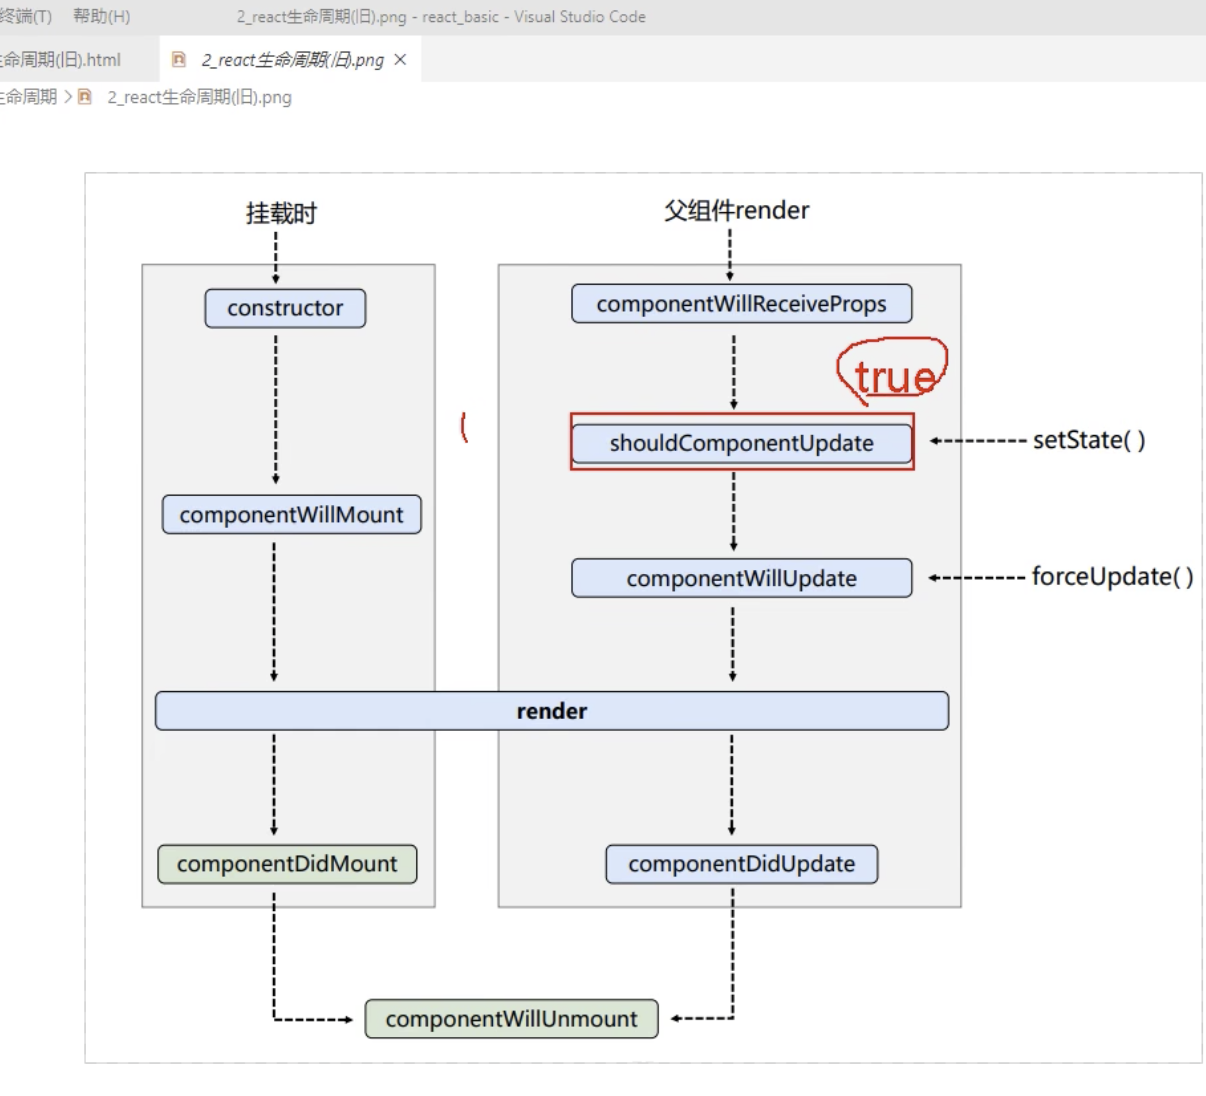 终端(T) 帮助(H) 2_react生命周期(旧).png - react_basic - Visual Studio Code
生命周期(旧).html 2_react生命周期(旧).png
生命周期 2_react生命周期(旧).png
挂载时 父组件render
constructor componentWillReceiveProps
true
shouldComponentUpdate setState( )
componentWillMount
componentWillUpdate forceUpdate( )
render
componentDidMount componentDidUpdate
componentWillUnmount